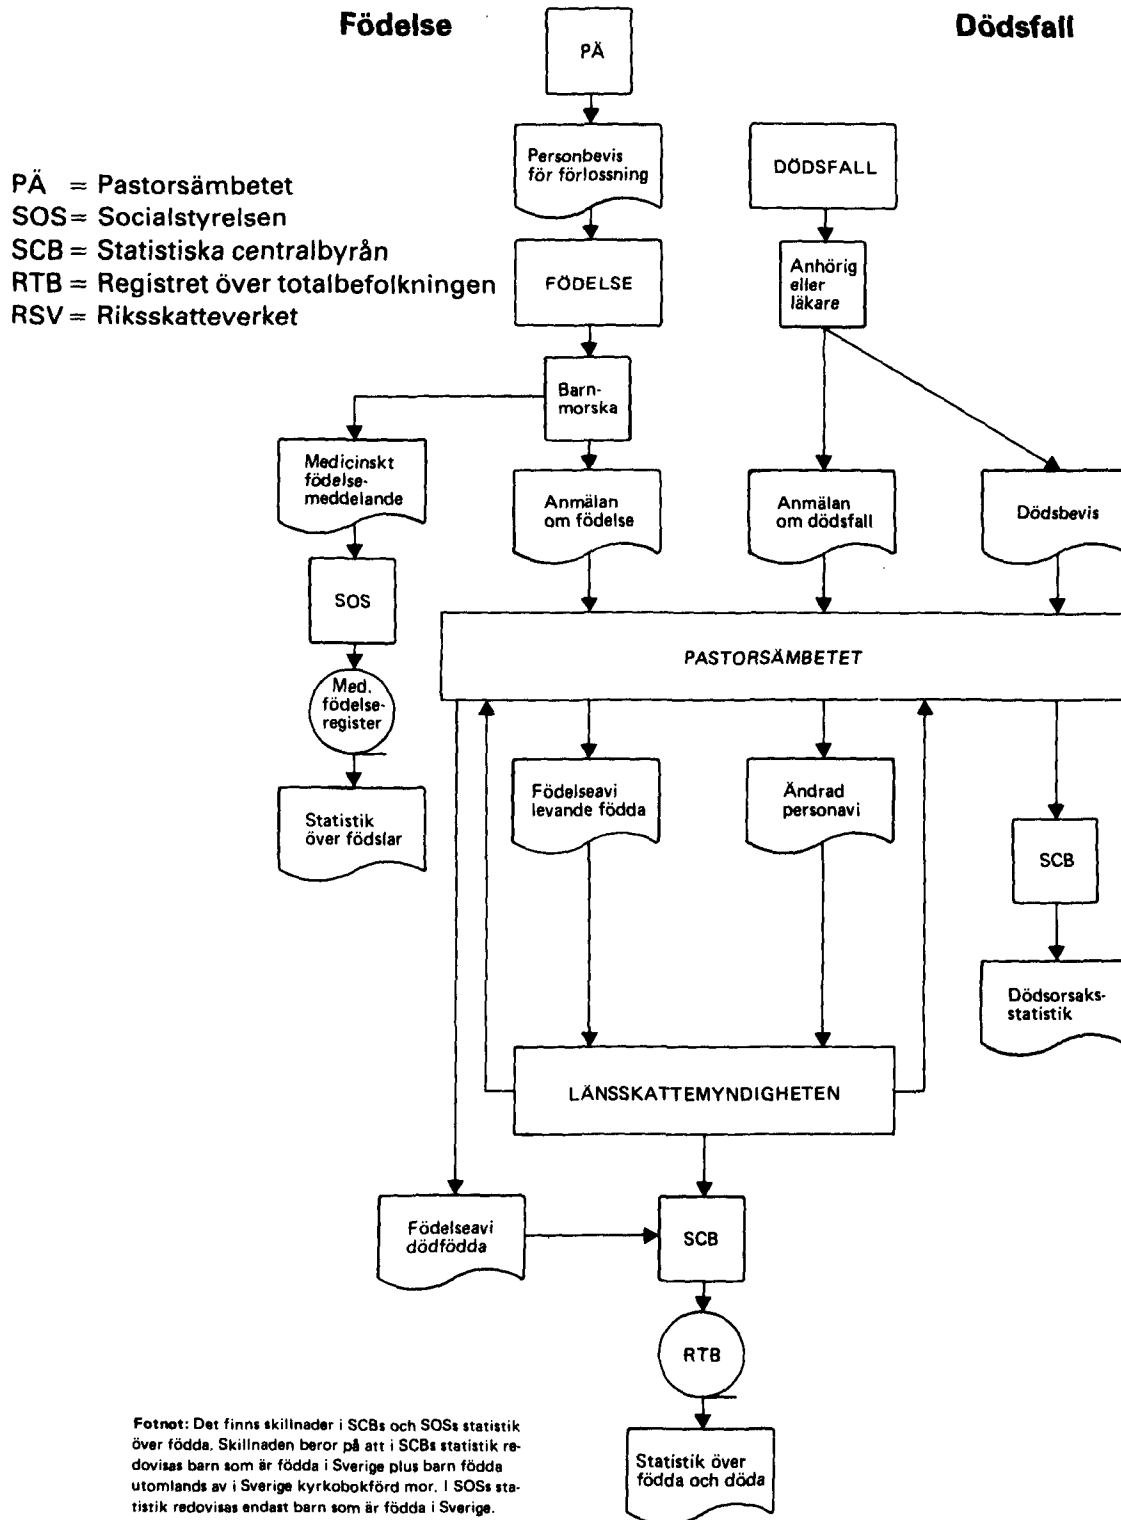 Födelse
Dödsfall
PÄ
Personbevis
för förlossning
DÖDSFALL
PÄ = Pastorsämbetet
SOS = Socialstyrelsen
SCB = Statistiska centralbyrån
RTB = Registret över totalbefolkningen
RSV = Riksskatteverket
FÖDELSE
Anhörig
eller
läkare
Barn-
morska
Medicinskt
födelse-
meddelande
Anmälan
om födelse
Anmälan
om dödsfall
Dödsbevis
SOS
PASTORSÄMBETET
Med.
födelse-
register
Födelseavi
levande födda
Ändrad
personavi
Statistik
över födslar
SCB
Dödsorsaks-
statistik
LÄNSSKATTEMYNDIGHETEN
Födelseavi
dödfödda
SCB
RTB
Statistik över
födda och döda
Fotnot: Det finns skillnader i SCBs och SOSs statistik
över födda. Skillnaden beror på att i SCBs statistik re-
dovisas barn som är födda i Sverige plus barn födda
utomlands av i Sverige kyrkobokförd mor. I SOSs sta-
tistik redovisas endast barn som är födda i Sverige.